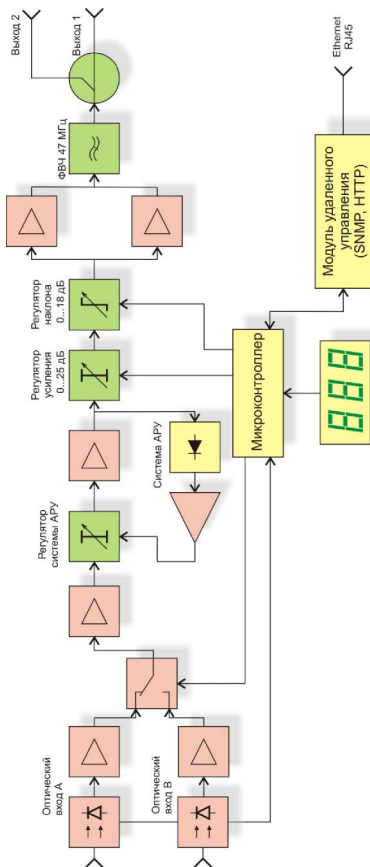 Оптический
вход А
Оптический
вход В
Регулятор
системы АРУ
Система АРУ
Регулятор
усиления
0...25 дБ
Регулятор
наклона
0...18 дБ
ФВЧ 47 МГц
Выход 2
Выход 1
Микроконтроллер
888
Модуль удаленного
управления
(SNMP, HTTP)
Ethernet
RJ45